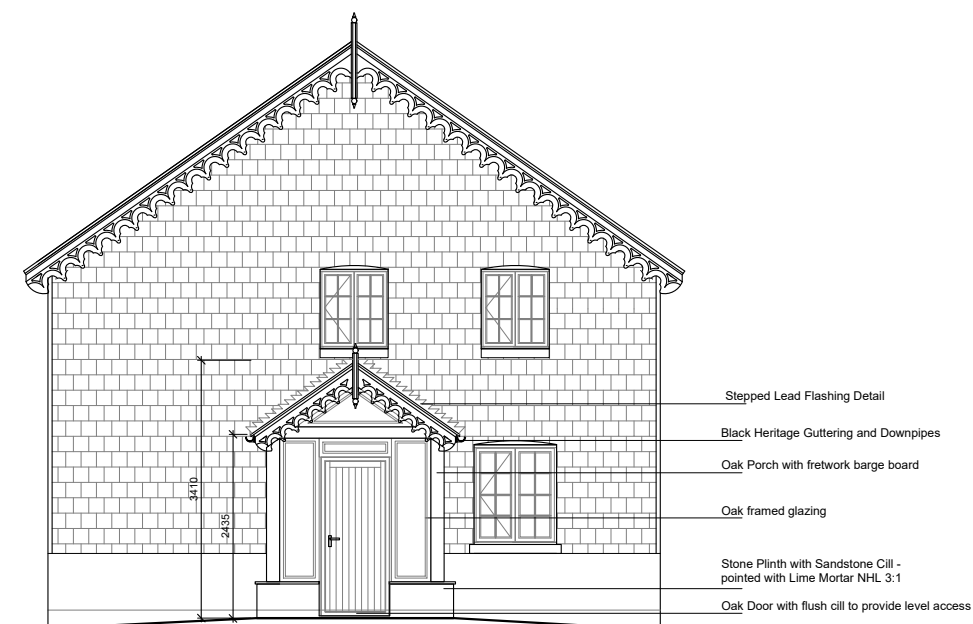 Stepped Lead Flashing Detail
Black Heritage Guttering and Downpipes
Oak Porch with fretwork barge board
3410
Oak framed glazing
2435
Stone Plinth with Sandstone Cill -
pointed with Lime Mortar NHL 3:1
Oak Door with flush cill to provide level access